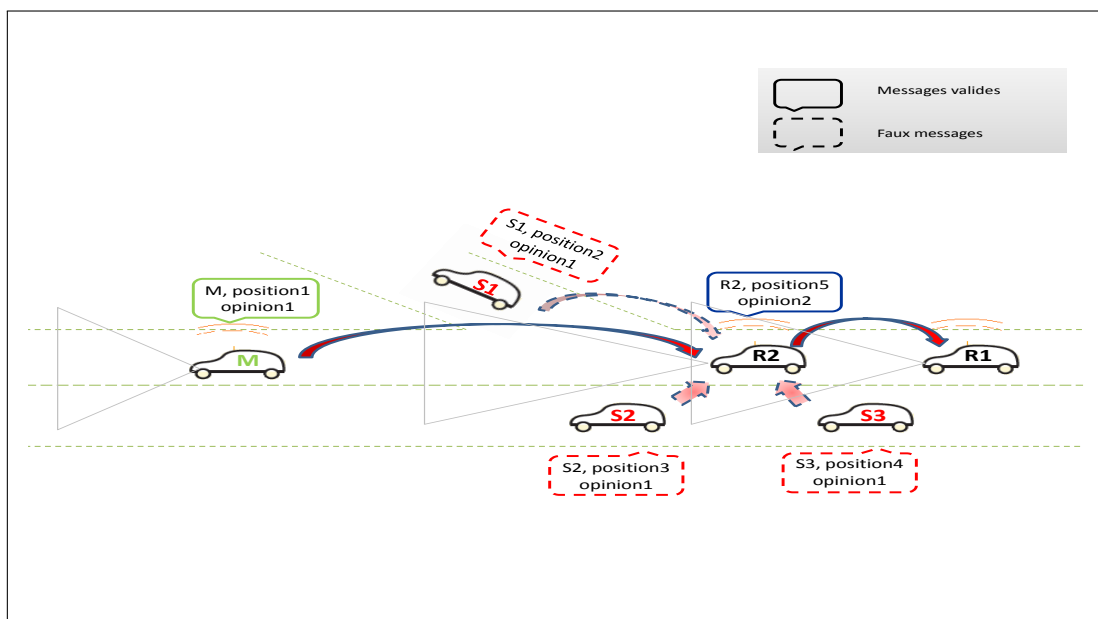 Messages valides
Faux messages
S1, position2
opinion1
S1
M, position1
opinion1
R2, position5
opinion2
M
R2
R1
S2
S3
S2, position3
opinion1
S3, position4
opinion1